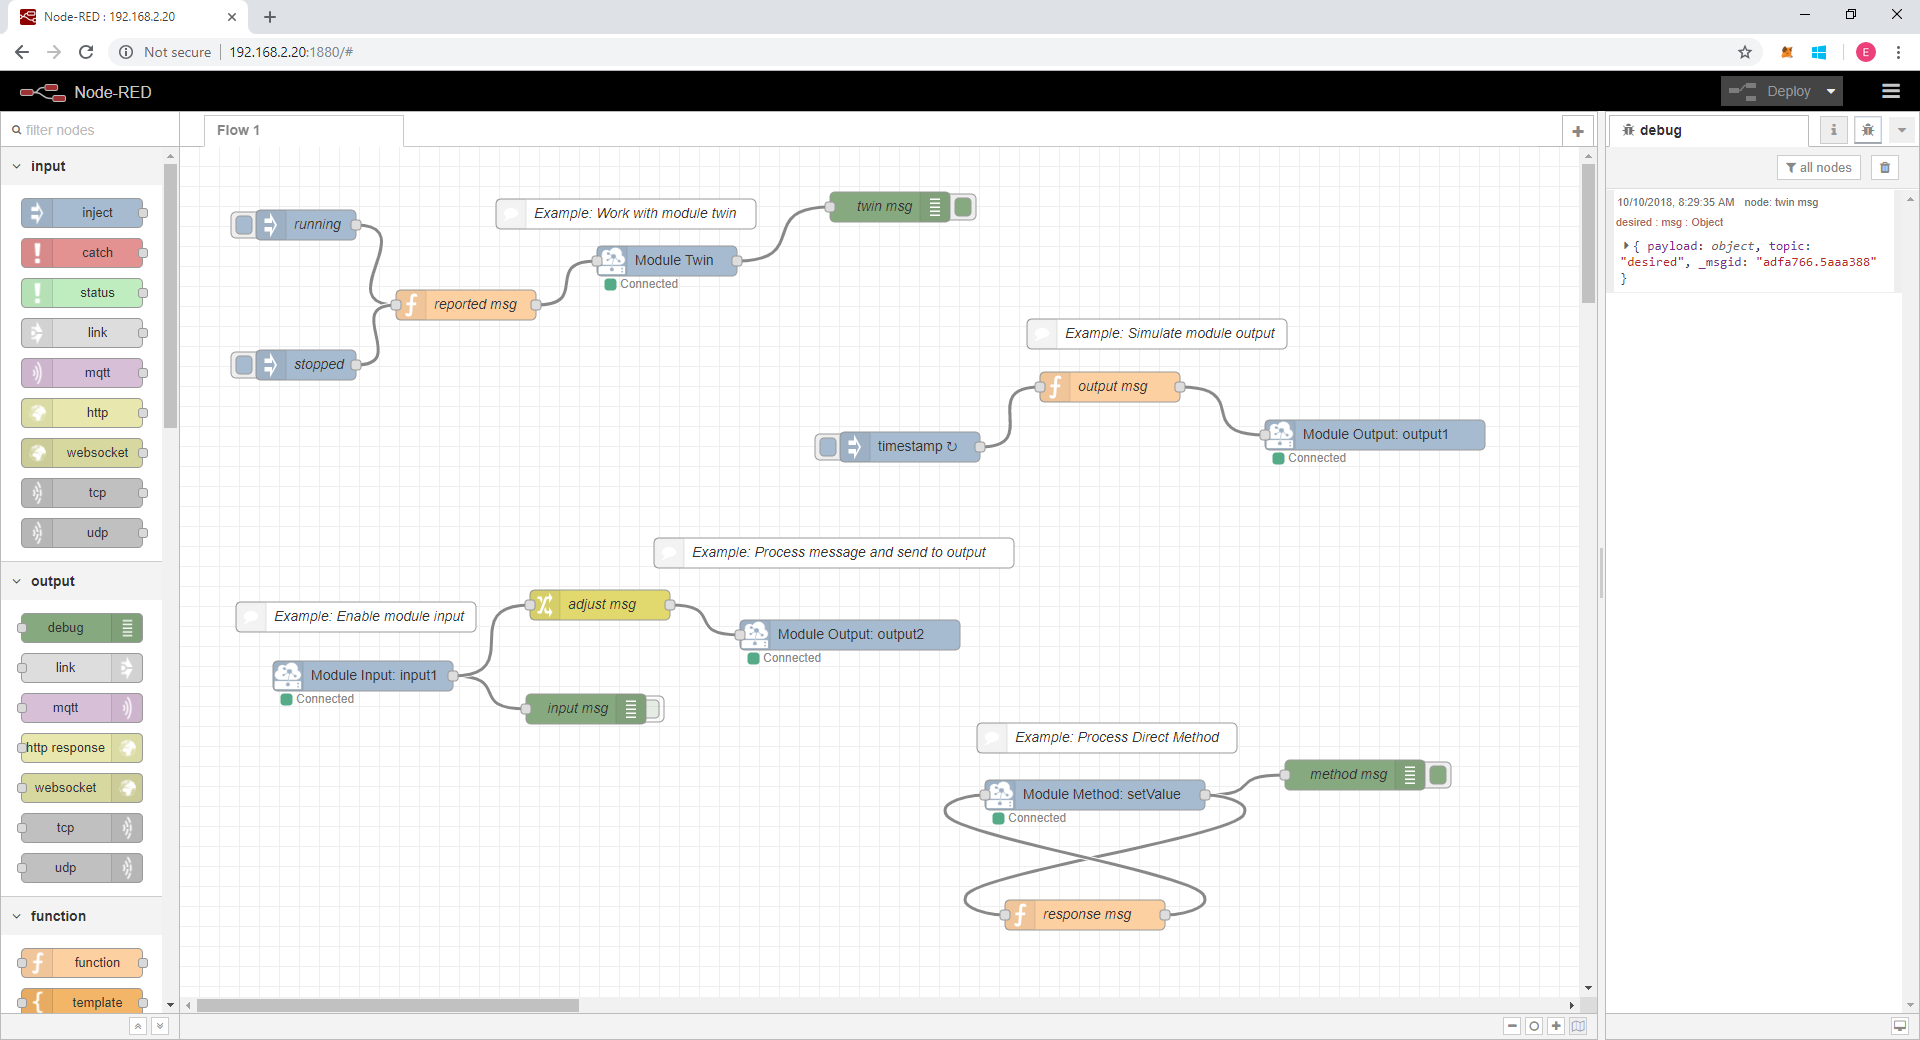 Node-RED : 192.168.2.20
Not secure
192.168.2.20:1880/#
E
Node-RED
Deploy
filter nodes
input
inject
catch
status
link
mqtt
http
websocket
tcp
udp
output
debug
link
mqtt
http response
websocket
tcp
udp
function
function
template
Flow 1
running
Example: Work with module twin
twin msg
Module Twin
Connected
reported msg
stopped
Example: Simulate module output
output msg
timestamp ↻
Module Output: output1
Connected
Example: Process message and send to output
Example: Enable module input
adjust msg
Module Output: output2
Connected
Module Input: input1
Connected
input msg
Example: Process Direct Method
method msg
Module Method: setValue
Connected
response msg
debug
i
all nodes
10/10/2018, 8:29:35 AM node: twin msg
desired : msg : Object
{ payload: object, topic:
"desired", _msgid: "adfa766.5aaa388"
}